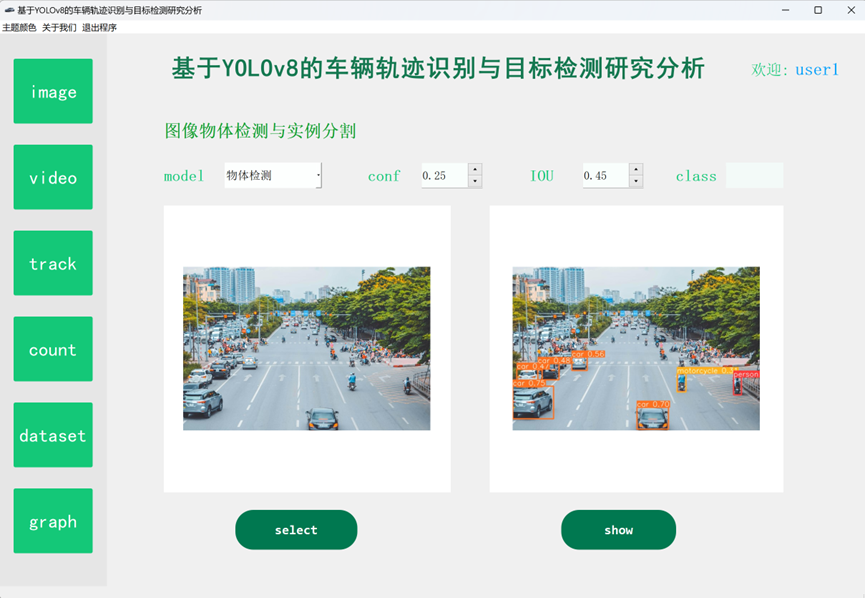 基于YOLOv8的车辆轨迹识别与目标检测研究分析
主题颜色 关于我们 退出程序
基于YOLOv8的车辆轨迹识别与目标检测研究分析
欢迎: user1
image
video
track
count
dataset
graph
图像物体检测与实例分割
model 物体检测 conf 0.25 IOU 0.45 class
car 0.56
car 0.48
car 0.4
car 0.75
motorcycle 0.3
person
car 0.70
select
show